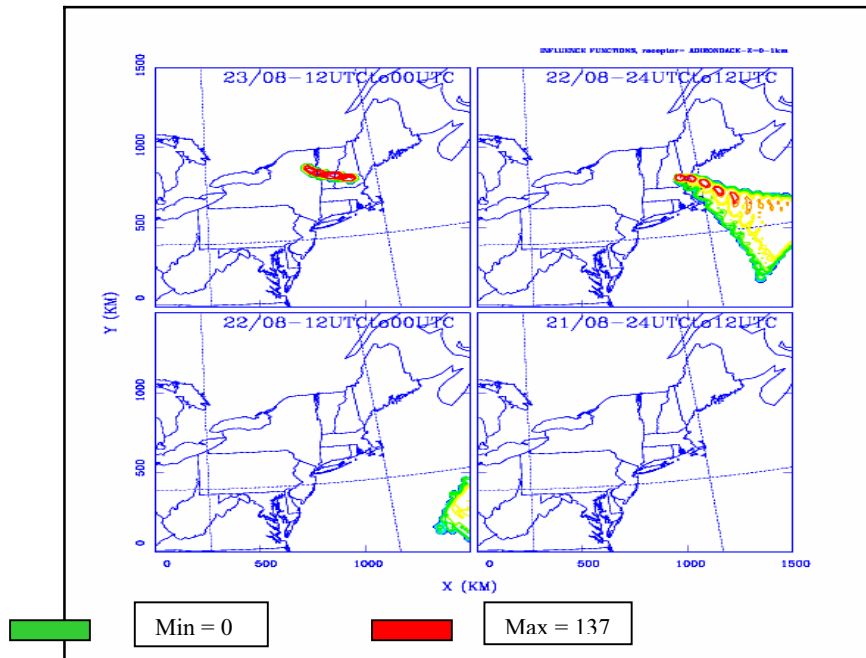 INFLUENCE FUNCTIONS, receptor- ADIRONDACK-Z-0-1km
23/08-12UTCto00UTC
22/08-24UTCto12UTC
1500
1000
500
0
Y (KM)
22/08-12UTCto00UTC
21/08-24UTCto12UTC
1000
500
0
0
500
1000
0
500
1000
1500
X (KM)
Min = 0
Max = 137